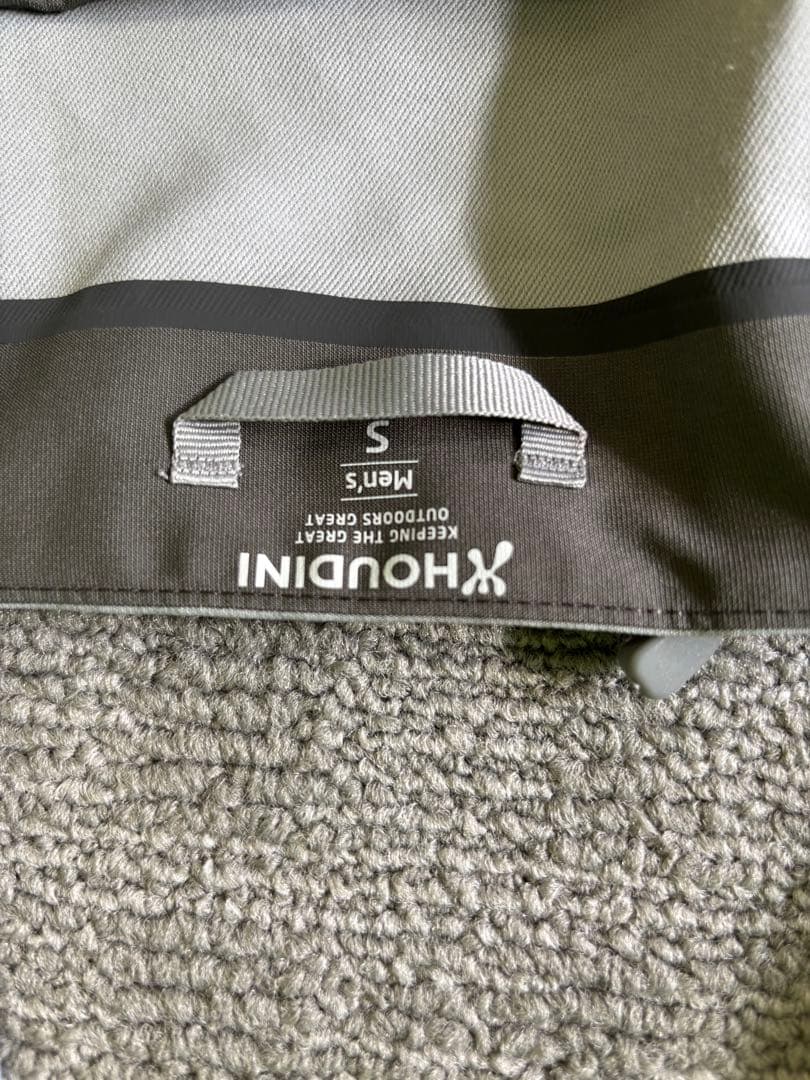 HOUDINI
KEEPING THE GREAT
OUTDOORS GREAT
Men's
S